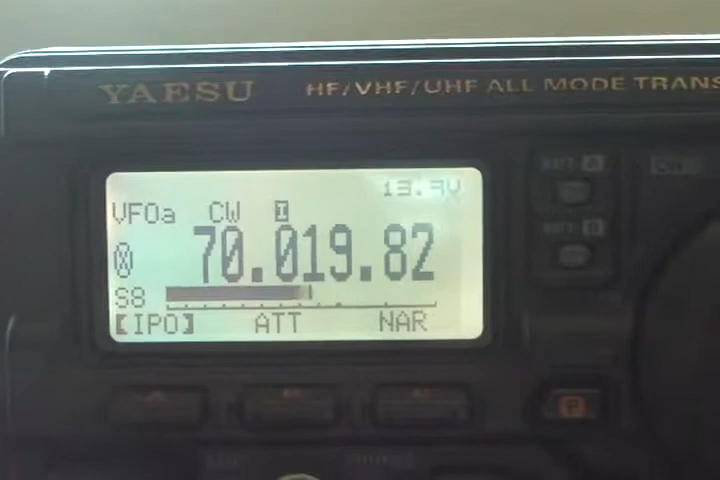 YAESU HF/VHF/UHF ALL MODE TRANS
13.9V
VFOa CW I
70.019.82
S8
[IPO] ATT NAR
P